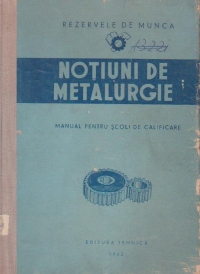 REZERVELE DE MUNCA
NOȚIUNI DE
METALURGIE
MANUAL PENTRU ȘCOLI DE CALIFICARE
EDITURA TEHNICA